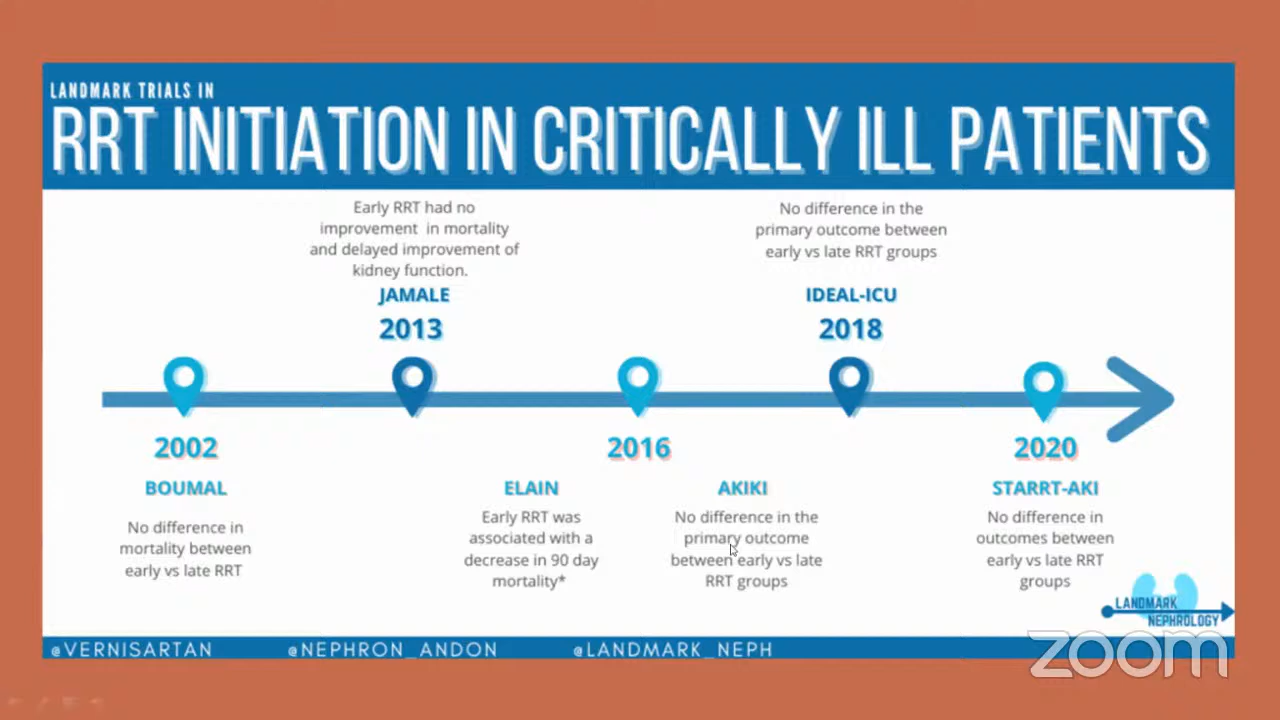 LANDMARK TRIALS IN
RRT INITIATION IN CRITICALLY ILL PATIENTS
Early RRT had no
improvement in mortality
and delayed improvement of
kidney function.
JAMALE
2013
No difference in the
primary outcome between
early vs late RRT groups
IDEAL-ICU
2018
2002
BOUMAL
No difference in
mortality between
early vs late RRT
2016
ELAIN
Early RRT was
associated with a
decrease in 90 day
mortality*
AKIKI
No difference in the
primary outcome
between early vs late
RRT groups
2020
STARRT-AKI
No difference in
outcomes between
early vs late RRT
groups
LANDMARK
NEPHROLOGY
@VERNISARTAN
@NEPHRON_ANDON
@LANDMARK_NEPH
zoom